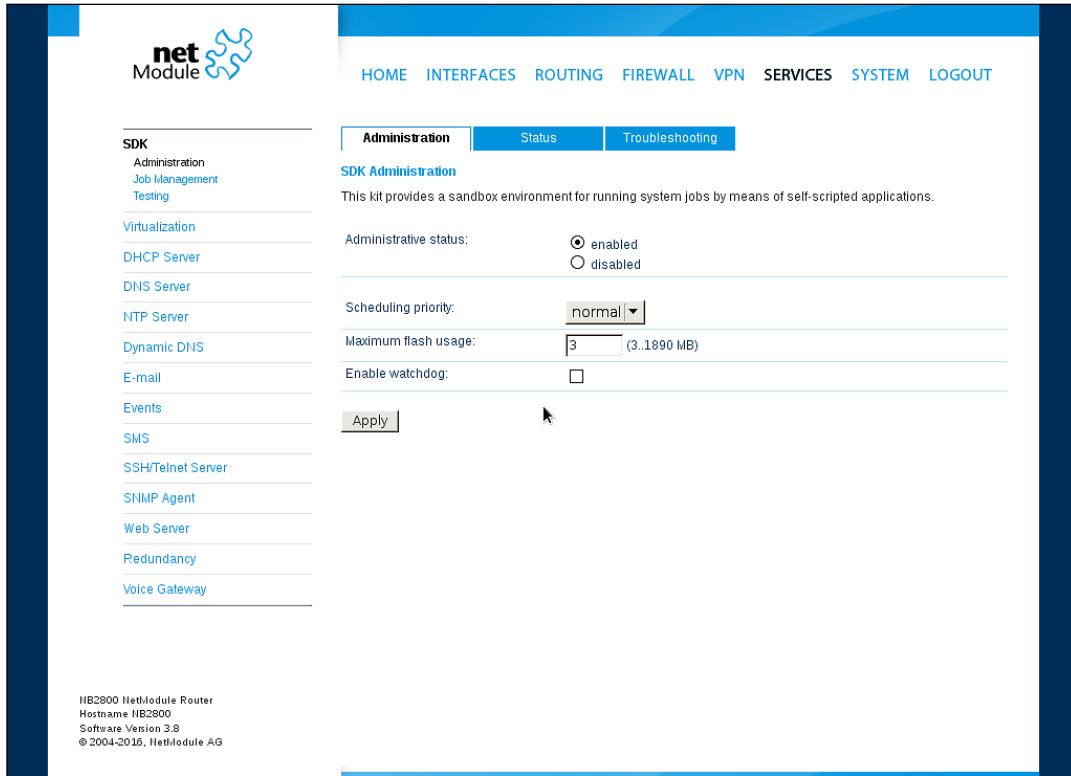 net
Module
HOME INTERFACES ROUTING FIREWALL VPN SERVICES SYSTEM LOGOUT
SDK
Administration
Job Management
Testing
Virtualization
DHCP Server
DNS Server
NTP Server
Dynamic DNS
E-mail
Events
SMS
SSH/Telnet Server
SNMP Agent
Web Server
Redundancy
Voice Gateway
Administration Status Troubleshooting
SDK Administration
This kit provides a sandbox environment for running system jobs by means of self-scripted applications.
Administrative status:
enabled
disabled
Scheduling priority: normal
Maximum flash usage: 3 (3..1890 MB)
Enable watchdog:
Apply
NB2800 NetModule Router
Hostname NB2800
Software Version 3.8
© 2004-2016, NetModule AG